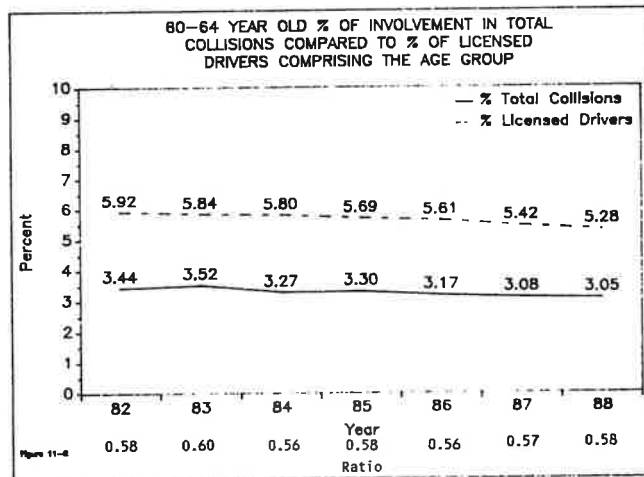 60-64 YEAR OLD % OF INVOLVEMENT IN TOTAL
COLLISIONS COMPARED TO % OF LICENSED
DRIVERS COMPRISING THE AGE GROUP
% Total Collisions
% Licensed Drivers
10
9
8
7
6
5
4
3
2
1
0
Percent
5.92 5.84 5.80 5.69 5.61 5.42 5.28
3.44 3.52 3.27 3.30 3.17 3.08 3.05
82 83 84 85 86 87 88
Year
0.58 0.60 0.56 0.58 0.56 0.57 0.58
Ratio